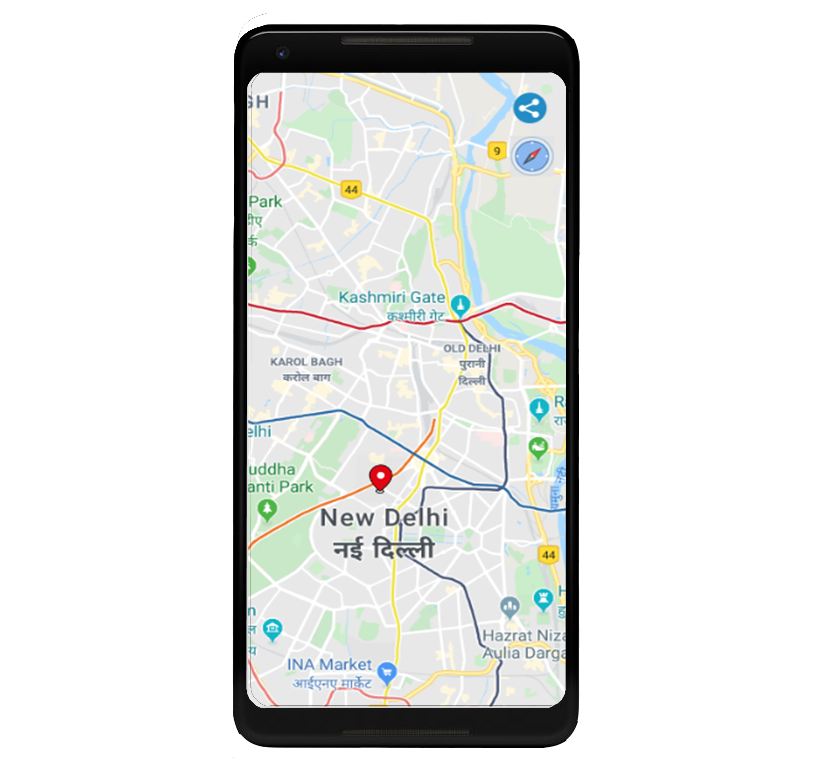 GH
9
44
Park
Kashmiri Gate
कश्मीरी गेट
KAROL BAGH
करोल बाग
OLD DELHI
पुरानी
दिल्ली
elhi
uddha
anti Park
New Delhi
नई दिल्ली
44
Hazrat Niza
Aulia Darga
INA Market
आईएनए मार्केट